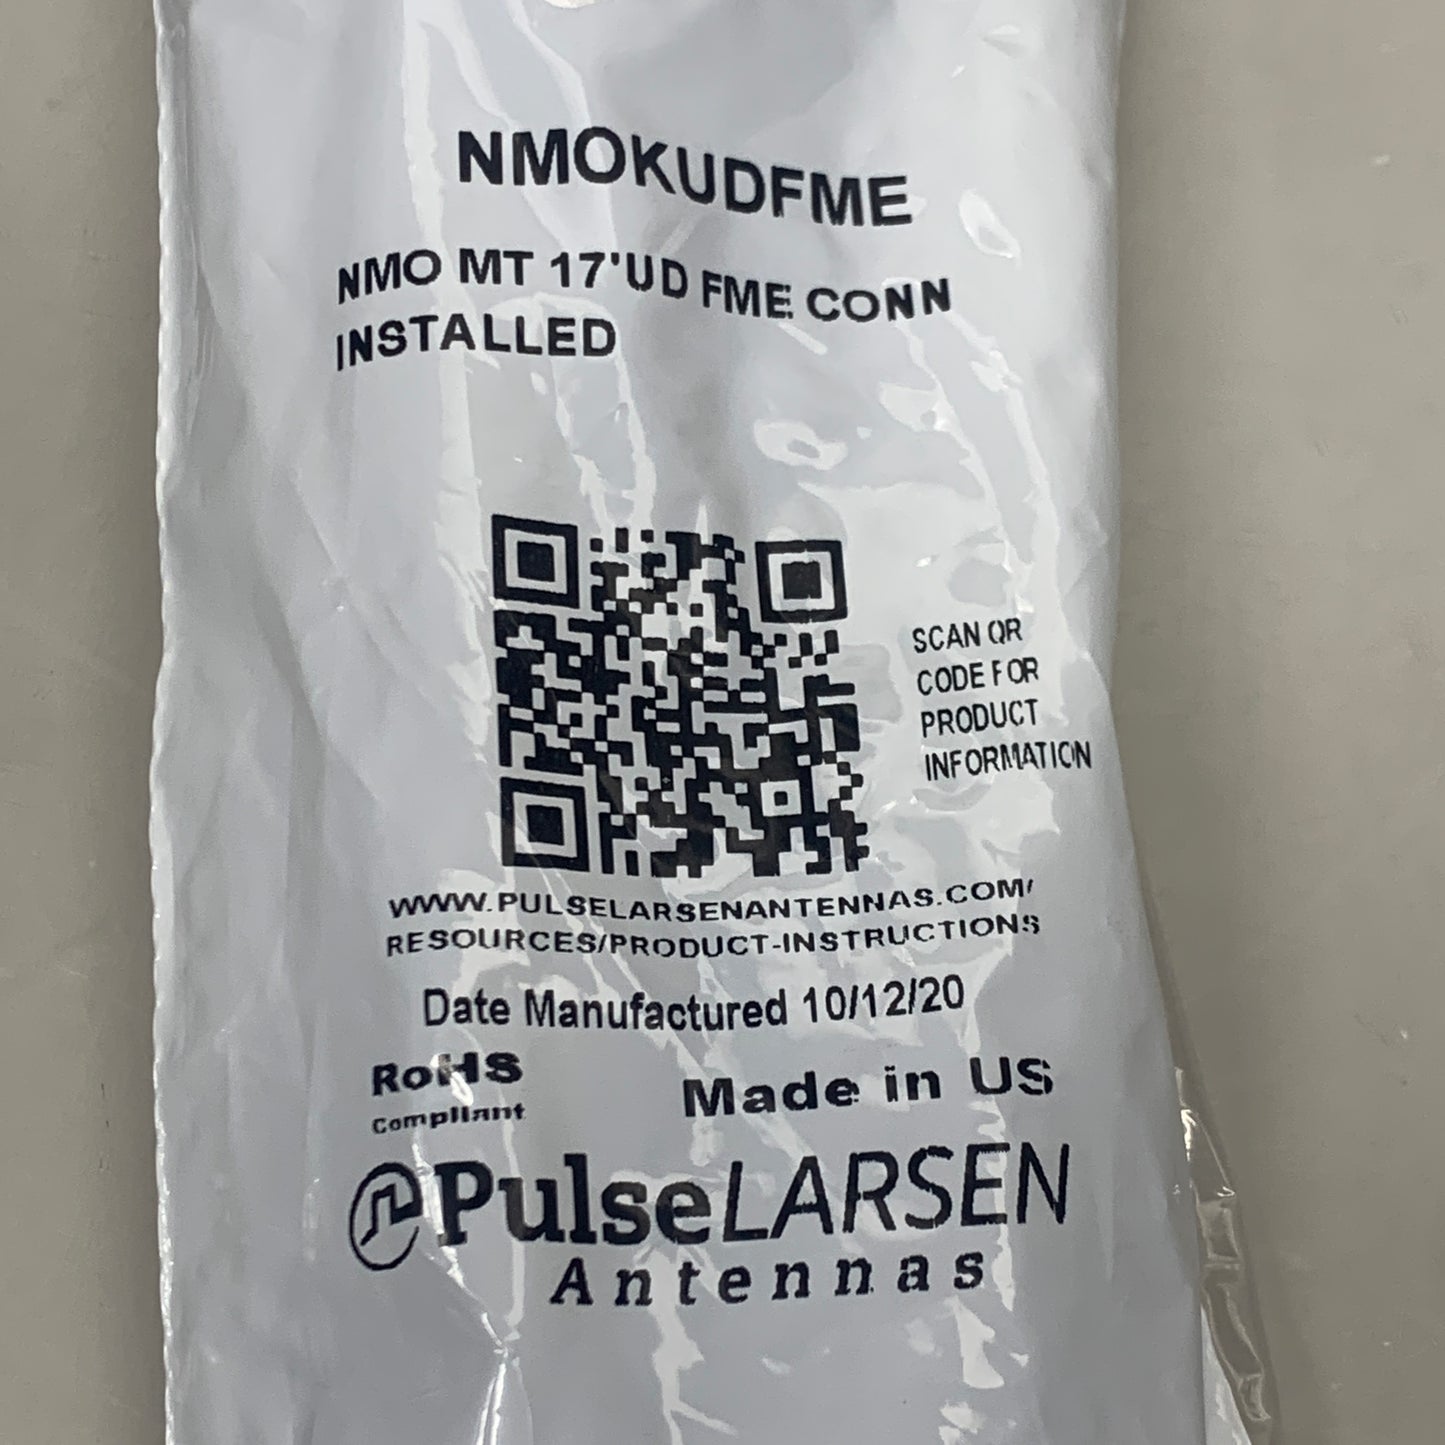 NMOKUDFME
NMO MT 17'UD FME CONN
INSTALLED
SCAN QR
CODE FOR
PRODUCT
INFORMATION
WWW.PULSELARSENANTENNAS.COM/
RESOURCES/PRODUCT-INSTRUCTIONS
Date Manufactured 10/12/20
RoHS
Compliant
Made in US
PulseLARSEN
Antennas